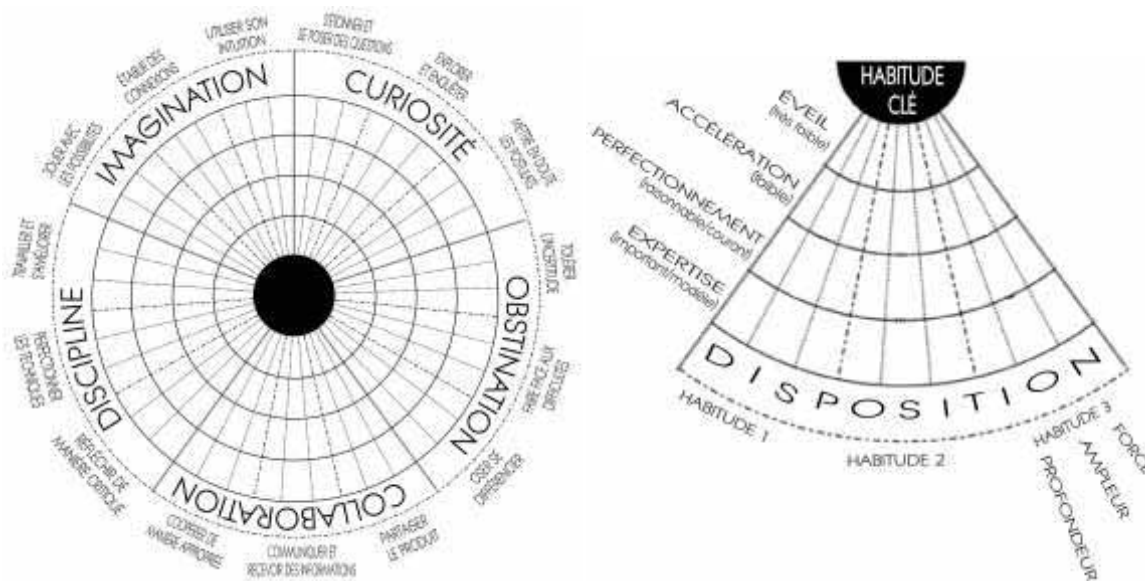 UTILISER SON
INTUITION
S'ÉTONNER ET
SE POSER DES QUESTIONS
EXPLORER
ET ENQUÊTER
METTRE EN DOUTE
LES POSTULATS
ÉTABLIR DES
CONNEXIONS
JOUER AVEC
LES POSSIBILITÉS
IMAGINATION
CURIOSITÉ
TOLÉRER
L'INCERTITUDE
FAIRE FACE AUX
DIFFICULTÉS
OSER SE
DIFFÉRENCIER
OBSTINATION
PARTAGER
LE PRODUIT
COMMUNIQUER ET
RECEVOIR DES INFORMATIONS
COOPÉRER DE
MANIÈRE APPROPRIÉE
COLLABORATION
RÉFLÉCHIR DE
MANIÈRE CRITIQUE
PERFECTIONNER
SES TECHNIQUES
TRAVAILLER ET
S'AMÉLIORER
DISCIPLINE
HABITUDE
CLÉ
ÉVEIL
(très faible)
ACCÉLÉRATION
(faible)
PERFECTIONNEMENT
(raisonnable/courant)
EXPERTISE
(important/modèle)
DISPOSITION
HABITUDE 1
HABITUDE 2
HABITUDE 3
FORCE
AMPLEUR
PROFONDEUR